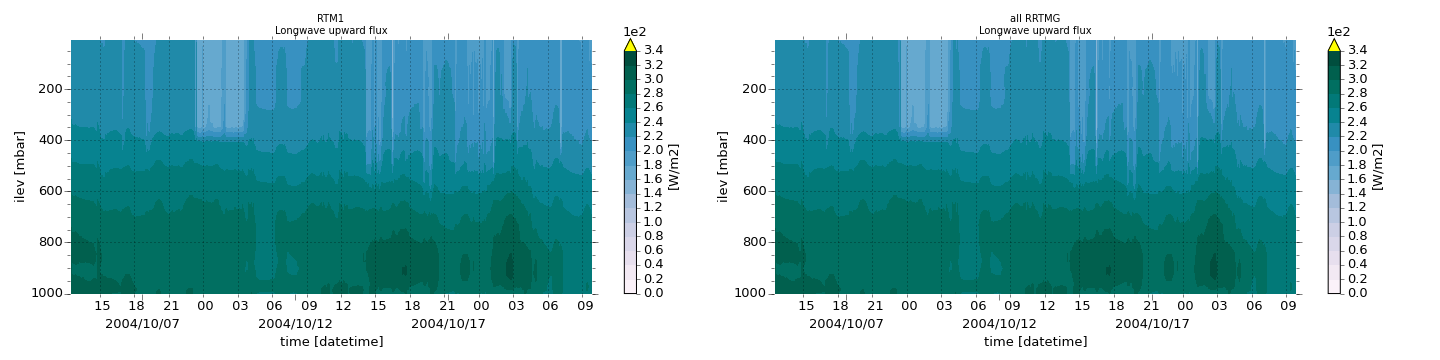 RTM1
Longwave upward flux
1e2
3.4
3.2
3.0
2.8
2.6
2.4
2.2
2.0
1.8
1.6
1.4
1.2
1.0
0.8
0.6
0.4
0.2
0.0
[W/m2]
ilev [mbar]
200
400
600
800
1000
15 18 21 00 03 06 09 12 15 18 21 00 03 06 09
2004/10/07 2004/10/12 2004/10/17
time [datetime]
all RRTMG
Longwave upward flux
1e2
3.4
3.2
3.0
2.8
2.6
2.4
2.2
2.0
1.8
1.6
1.4
1.2
1.0
0.8
0.6
0.4
0.2
0.0
[W/m2]
ilev [mbar]
200
400
600
800
1000
15 18 21 00 03 06 09 12 15 18 21 00 03 06 09
2004/10/07 2004/10/12 2004/10/17
time [datetime]